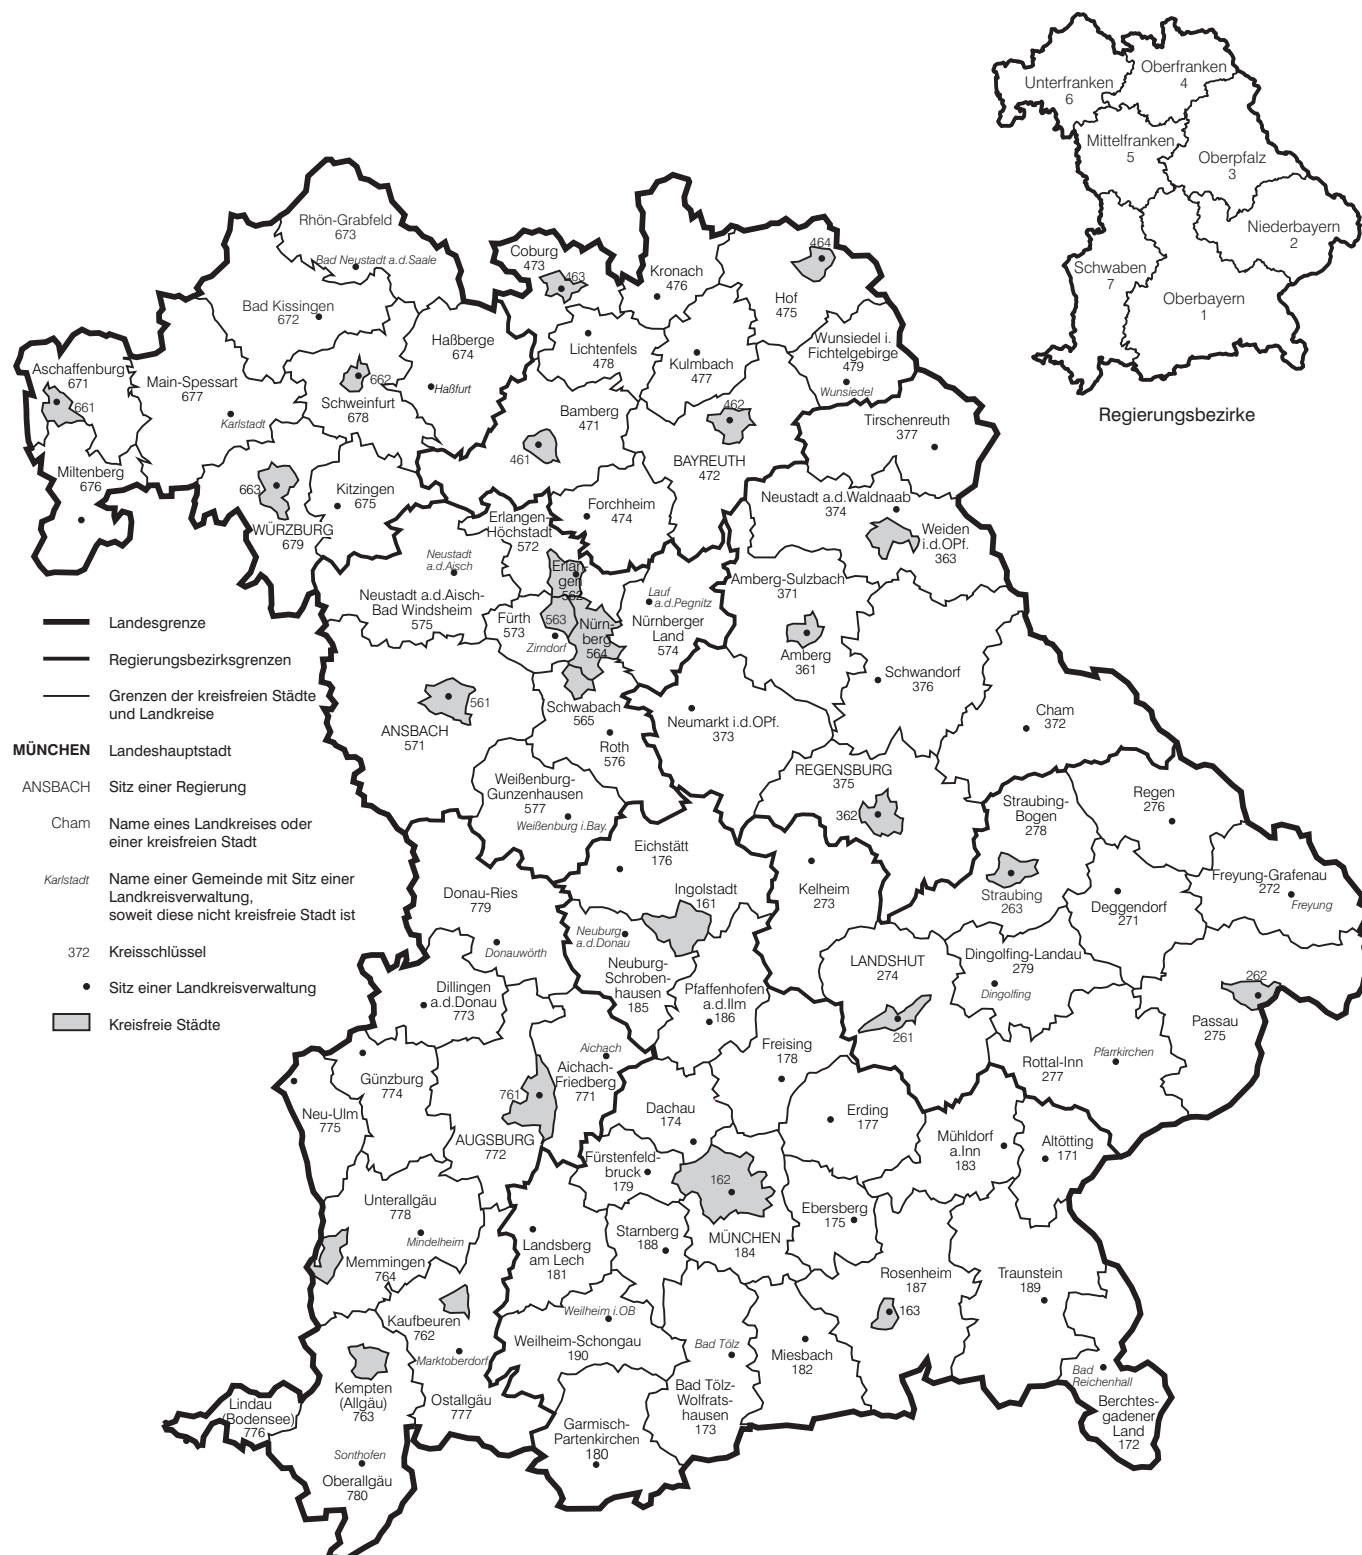 Unterfranken
6
Oberfranken
4
Mittelfranken
5
Oberpfalz
3
Niederbayern
2
Schwaben
7
Oberbayern
1
Regierungsbezirke
Rhön-Grabfeld
673
Bad Neustadt a.d.Saale
Coburg
473
463
Kronach
476
464
Hof
475
Bad Kissingen
672
Haßberge
674
Haßfurt
Lichtenfels
478
Kulmbach
477
Wunsiedel i.
Fichtelgebirge
479
Wunsiedel
Aschaffenburg
671
661
Main-Spessart
677
Karlstadt
662
Schweinfurt
678
Bamberg
471
461
462
BAYREUTH
472
Tirschenreuth
377
Miltenberg
676
663
WÜRZBURG
679
Kitzingen
675
Forchheim
474
Neustadt a.d.Waldnaab
374
Weiden
i.d.OPf.
363
Erlangen-
Höchstadt
572
Neustadt
a.d.Aisch
Neustadt a.d.Aisch-
Bad Windsheim
575
Erlan-
gen
562
Fürth
573
563
Zirndorf
Nürn-
berg
564
Lauf
a.d.Pegnitz
Nürnberger
Land
574
Amberg-Sulzbach
371
Amberg
361
Schwandorf
376
Cham
372
561
ANSBACH
571
Schwabach
565
Roth
576
Neumarkt i.d.OPf.
373
Weißenburg-
Gunzenhausen
577
Weißenburg i.Bay.
REGENSBURG
375
362
Straubing-
Bogen
278
Straubing
263
Regen
276
Freyung-Grafenau
272
Freyung
Deggendorf
271
Landesgrenze
Regierungsbezirksgrenzen
Grenzen der kreisfreien Städte
und Landkreise
MÜNCHEN Landeshauptstadt
ANSBACH Sitz einer Regierung
Cham Name eines Landkreises oder
einer kreisfreien Stadt
Karlstadt Name einer Gemeinde mit Sitz einer
Landkreisverwaltung,
soweit diese nicht kreisfreie Stadt ist
372 Kreisschlüssel
Sitz einer Landkreisverwaltung
Kreisfreie Städte
Eichstätt
176
Ingolstadt
161
Kelheim
273
Donau-Ries
779
Donauwörth
Neuburg
a.d.Donau
Neuburg-
Schroben-
hausen
185
Pfaffenhofen
a.d.Ilm
186
LANDSHUT
274
261
Dingolfing-Landau
279
Dingolfing
262
Passau
275
Rottal-Inn
277
Pfarrkirchen
Dillingen
a.d.Donau
773
Aichach
Aichach-
Friedberg
771
761
AUGSBURG
772
Günzburg
774
Neu-Ulm
775
Freising
178
Dachau
174
Erding
177
Mühldorf
a.Inn
183
Altötting
171
Fürstenfeld-
bruck
179
162
MÜNCHEN
184
Ebersberg
175
Unterallgäu
778
Mindelheim
Memmingen
764
Landsberg
am Lech
181
Starnberg
188
Rosenheim
187
163
Traunstein
189
Kaufbeuren
762
Marktoberdorf
Weilheim i.OB
Weilheim-Schongau
190
Bad Tölz
Bad Tölz-
Wolfrats-
hausen
173
Miesbach
182
Bad
Reichenhall
Berchtes-
gadener
Land
172
Kempten
(Allgäu)
763
Ostallgäu
777
Lindau
(Bodensee)
776
Garmisch-
Partenkirchen
180
Sonthofen
Oberallgäu
780